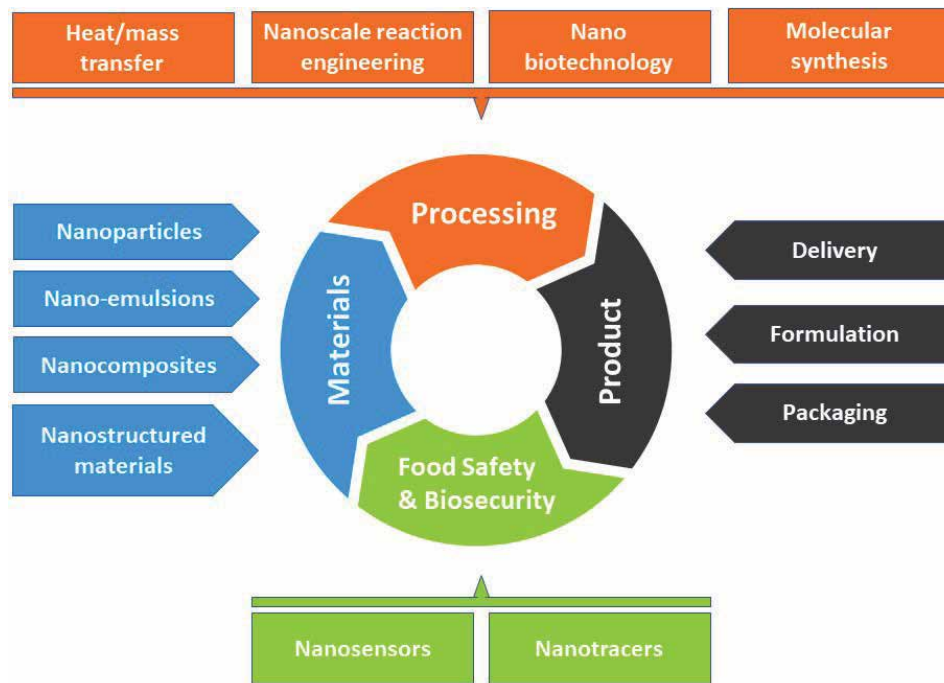 Heat/mass
transfer
Nanoscale reaction
engineering
Nano
biotechnology
Molecular
synthesis
Processing
Materials
Product
Food Safety
& Biosecurity
Nanoparticles
Nano-emulsions
Nanocomposites
Nanostructured
materials
Delivery
Formulation
Packaging
Nanosensors
Nanotracers